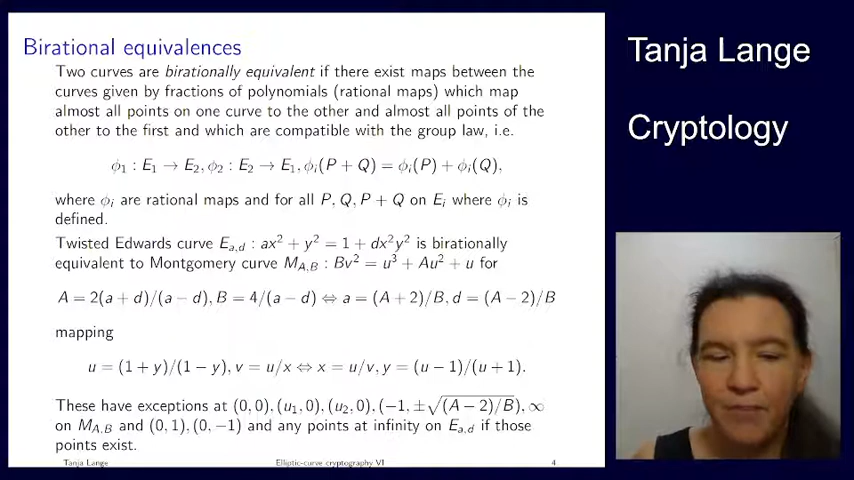 Birational equivalences
Two curves are birationally equivalent if there exist maps between the
curves given by fractions of polynomials (rational maps) which map
almost all points on one curve to the other and almost all points of the
other to the first and which are compatible with the group law, i.e.
ϕ₁ : E₁ → E₂, ϕ₂ : E₂ → E₁, ϕᵢ(P + Q) = ϕᵢ(P) + ϕᵢ(Q),
where ϕᵢ are rational maps and for all P, Q, P + Q on Eᵢ where ϕᵢ is
defined.
Twisted Edwards curve E_{a,d} : ax² + y² = 1 + dx²y² is birationally
equivalent to Montgomery curve M_{A,B} : Bv² = u³ + Au² + u for
A = 2(a + d)/(a − d), B = 4/(a − d) ⇔ a = (A + 2)/B, d = (A − 2)/B
mapping
u = (1 + y)/(1 − y), v = u/x ⇔ x = u/v, y = (u − 1)/(u + 1).
These have exceptions at (0, 0), (u₁, 0), (u₂, 0), (−1, ±√((A − 2)/B)), ∞
on M_{A,B} and (0, 1), (0, −1) and any points at infinity on E_{a,d} if those
points exist.
Tanja Lange Elliptic-curve cryptography VI 4
Tanja Lange
Cryptology